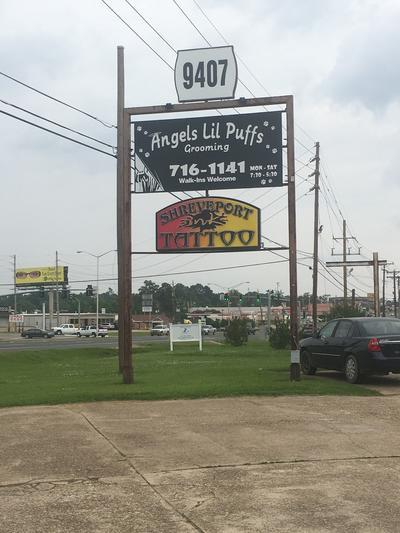 9407
Angels Lil Puffs
Grooming
716-1141
MON - SAT
7:30 - 5:30
Walk-Ins Welcome
SHREVEPORT
TATTOO